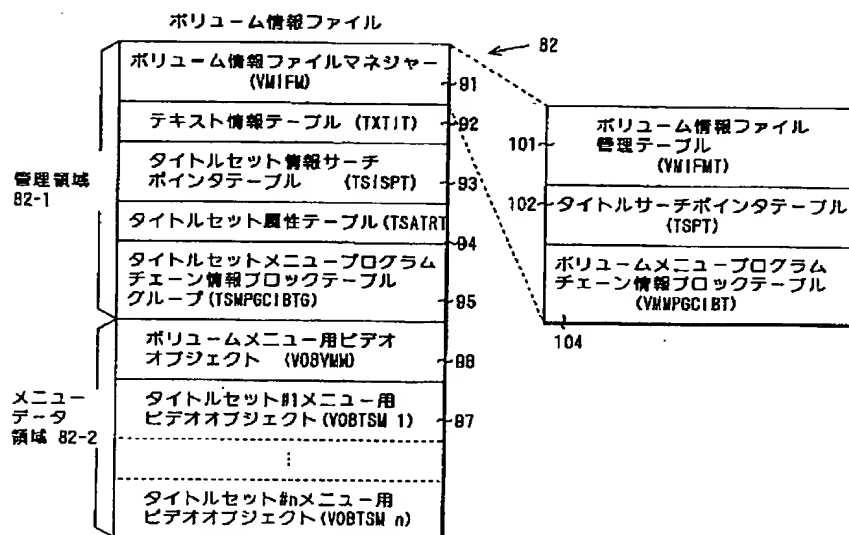 ボリューム情報ファイル
82
ボリューム情報ファイルマネジャー
(VMIFM)
91
テキスト情報テーブル (TXTIT)
92
タイトルセット情報サーチ
ポインタテーブル (TSISPT)
93
タイトルセット属性テーブル(TSATRT
94
タイトルセットメニュープログラム
チェーン情報ブロックテーブル
グループ(TSMPGCIBTG)
95
管理領域
82-1
ボリュームメニュー用ビデオ
オブジェクト (VOBVMM)
98
タイトルセット#1メニュー用
ビデオオブジェクト(VOBTSM 1)
97
⋮
タイトルセット#nメニュー用
ビデオオブジェクト(VOBTSM n)
メニュー
データ
領域 82-2
101
ボリューム情報ファイル
管理テーブル
(VMIFMT)
102
タイトルサーチポインタテーブル
(TSPT)
ボリュームメニュープログラム
チェーン情報ブロックテーブル
(VMMPGCIBT)
104